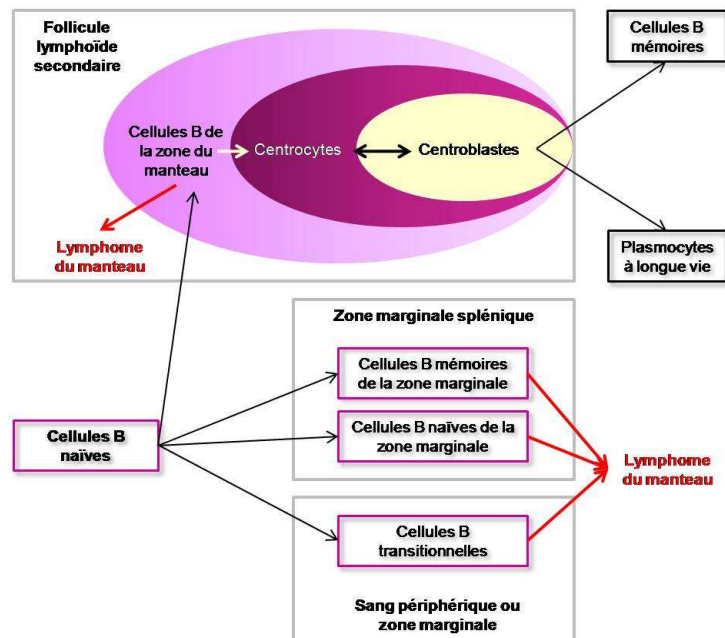 Follicule
lymphoïde
secondaire
Cellules B de
la zone du
manteau
Centrocytes
Centroblastes
Lymphome
du manteau
Cellules B
mémoires
Plasmocytes
à longue vie
Zone marginale splénique
Cellules B mémoires
de la zone marginale
Cellules B naïves de la
zone marginale
Cellules B
naïves
Lymphome
du manteau
Cellules B
transitionnelles
Sang périphérique ou
zone marginale